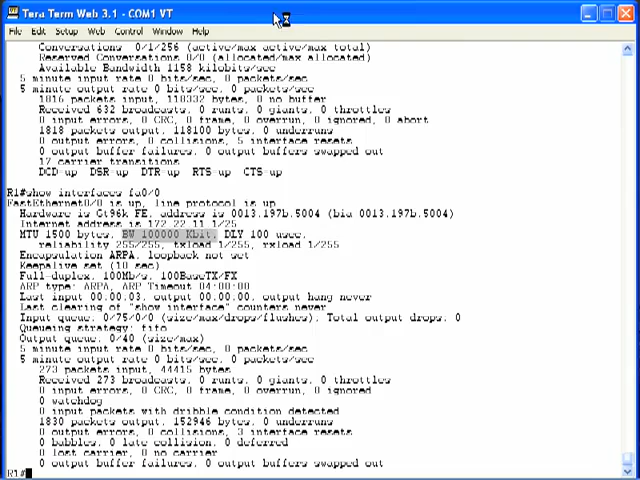 Tera Term Web 3.1 - COM1 VT
File Edit Setup Web Control Window Help
Conversations 0/1/256 (active/max active/max total)
Reserved Conversations 0/0 (allocated/max allocated)
Available Bandwidth 1158 kilobits/sec
5 minute input rate 0 bits/sec, 0 packets/sec
5 minute output rate 0 bits/sec, 0 packets/sec
1816 packets input, 118332 bytes, 0 no buffer
Received 632 broadcasts, 0 runts, 0 giants, 0 throttles
0 input errors, 0 CRC, 0 frame, 0 overrun, 0 ignored, 0 abort
1818 packets output, 118100 bytes, 0 underruns
0 output errors, 0 collisions, 5 interface resets
0 output buffer failures, 0 output buffers swapped out
17 carrier transitions
DCD=up DSR=up DTR=up RTS=up CTS=up
R1#show interfaces fa0/0
FastEthernet0/0 is up, line protocol is up
Hardware is Gt96k FE, address is 0013.197b.5004 (bia 0013.197b.5004)
Internet address is 172.22.11.1/25
MTU 1500 bytes, BW 100000 Kbit, DLY 100 usec,
reliability 255/255, txload 1/255, rxload 1/255
Encapsulation ARPA, loopback not set
Keepalive set (10 sec)
Full-duplex, 100Mb/s, 100BaseTX/FX
ARP type: ARPA, ARP Timeout 04:00:00
Last input 00:00:03, output 00:00:00, output hang never
Last clearing of "show interface" counters never
Input queue: 0/75/0/0 (size/max/drops/flushes); Total output drops: 0
Queueing strategy: fifo
Output queue: 0/40 (size/max)
5 minute input rate 0 bits/sec, 0 packets/sec
5 minute output rate 0 bits/sec, 0 packets/sec
273 packets input, 44415 bytes
Received 273 broadcasts, 0 runts, 0 giants, 0 throttles
0 input errors, 0 CRC, 0 frame, 0 overrun, 0 ignored
0 watchdog
0 input packets with dribble condition detected
1830 packets output, 152946 bytes, 0 underruns
0 output errors, 0 collisions, 3 interface resets
0 babbles, 0 late collision, 0 deferred
0 lost carrier, 0 no carrier
0 output buffer failures, 0 output buffers swapped out
R1#